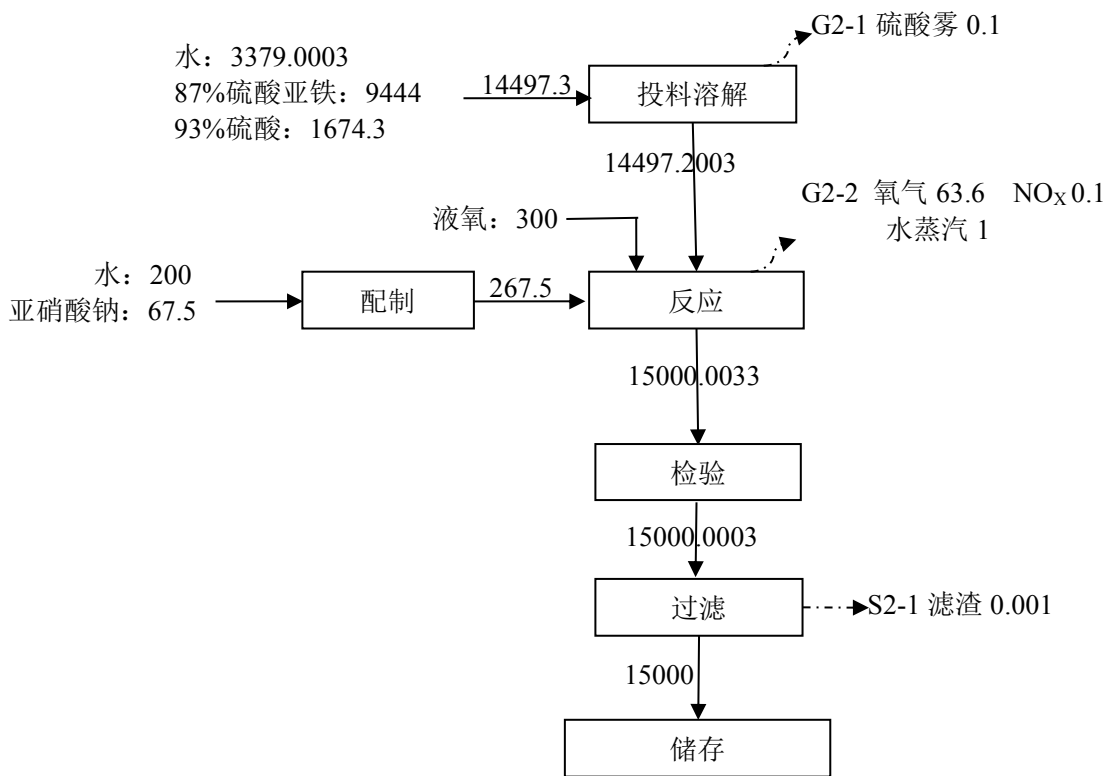 G2-1 硫酸雾 0.1
水：3379.0003
87%硫酸亚铁：9444
93%硫酸：1674.3
14497.3
投料溶解
14497.2003
G2-2 氧气 63.6 NOX 0.1
水蒸汽 1
液氧：300
水：200
亚硝酸钠：67.5
配制
267.5
反应
15000.0033
检验
15000.0003
过滤
S2-1 滤渣 0.001
15000
储存